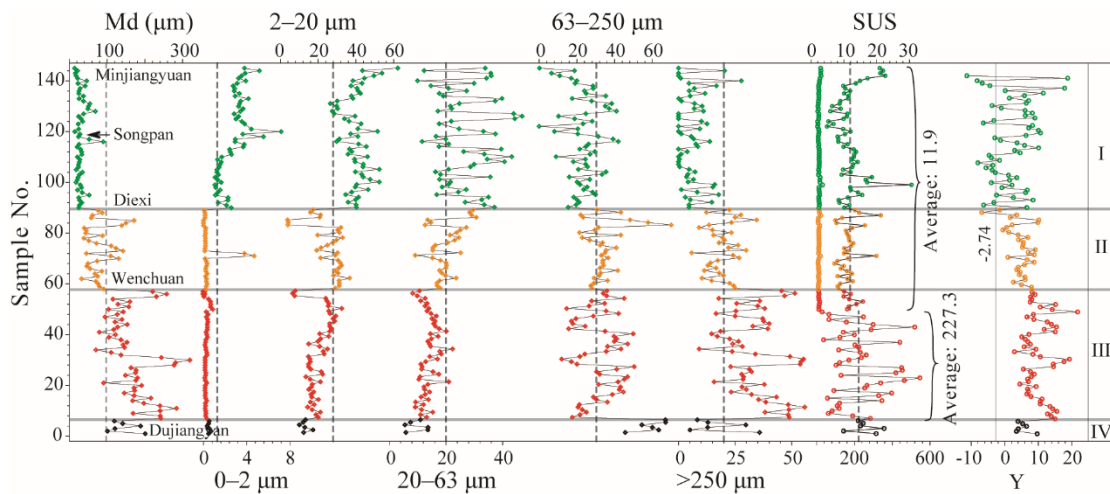 Md (μm) 2–20 μm 63–250 μm SUS
100 300 0 20 40 60 0 20 40 60 0 10 20 30
140 Minjiangyuan
120 Songpan I
100 Diexi Average: 11.9
80 -2.74 II
60 Wenchuan
40 III
20 Average: 227.3
0 Dujiangyan IV
Sample No.
0 8 0 20 40 0 25 50 200 600 -10 0 10 20
0–2 μm 20–63 μm >250 μm Y